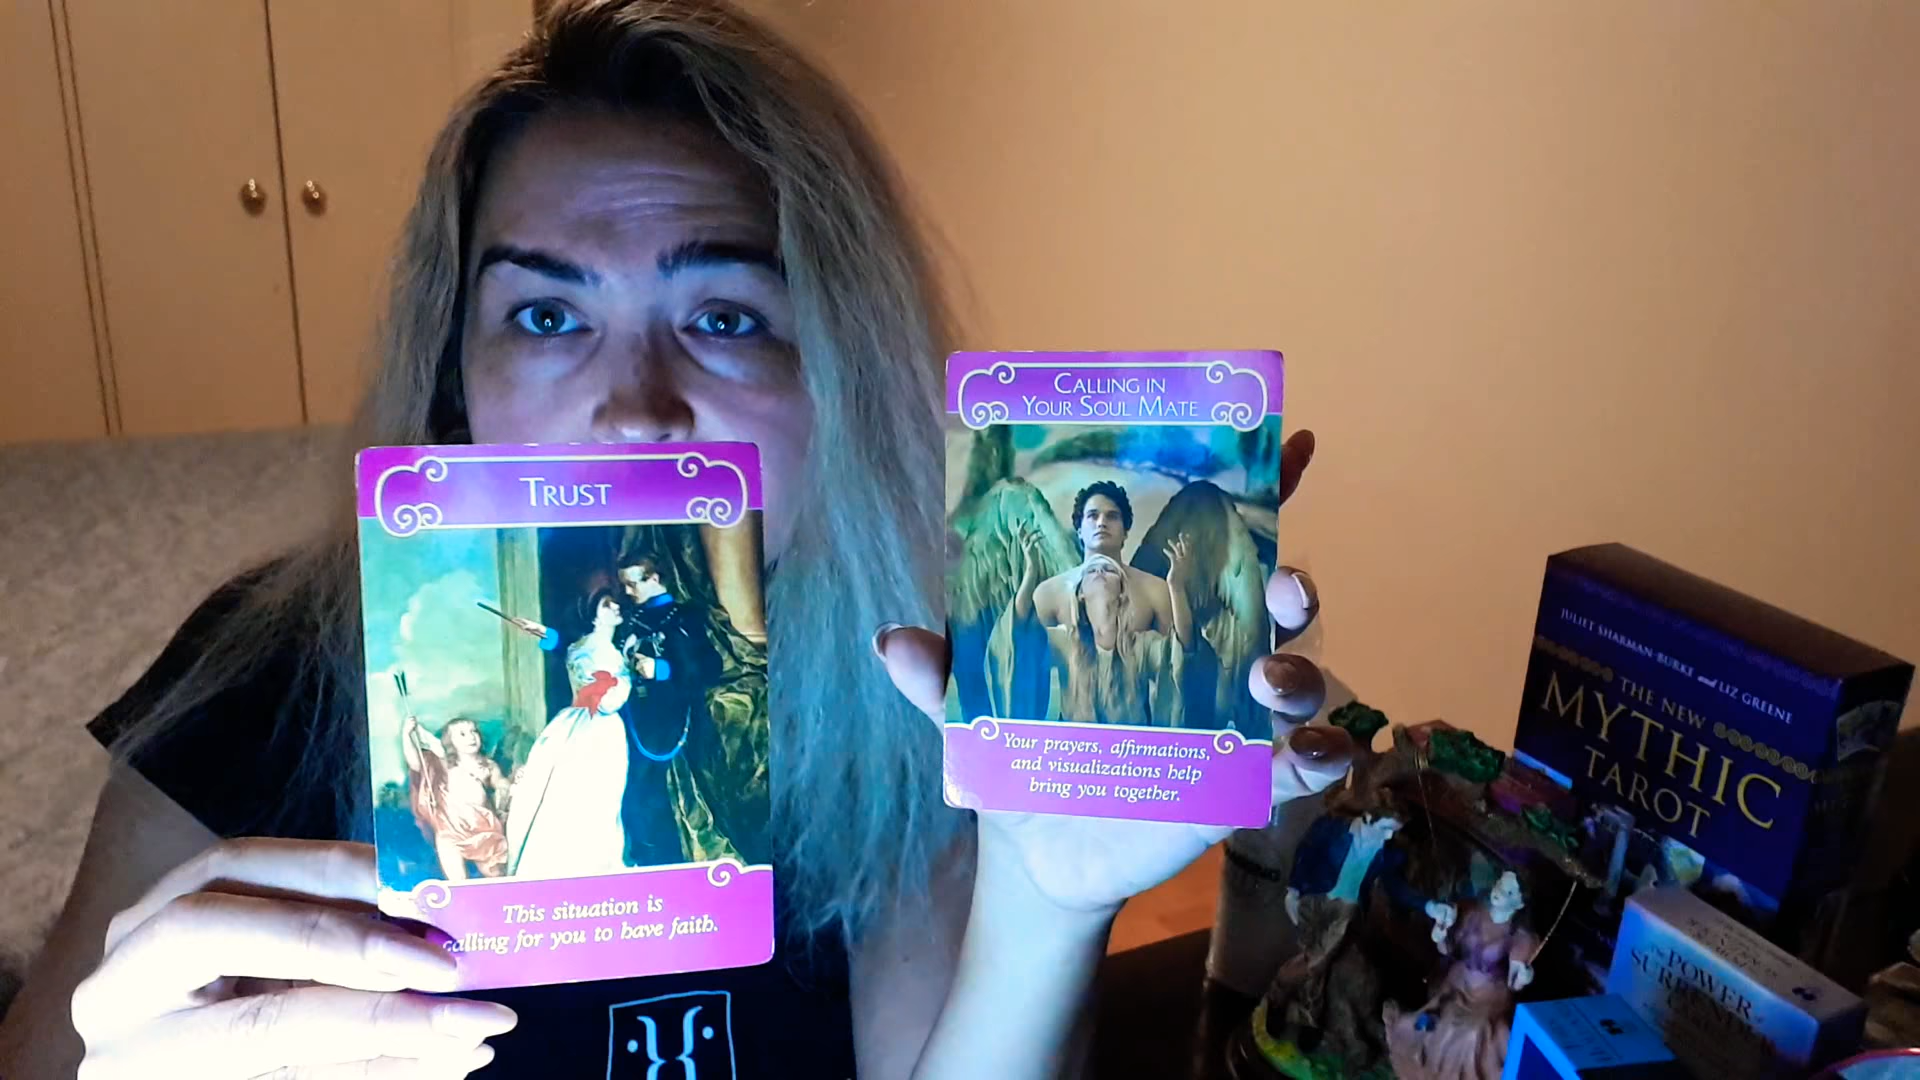 TRUST
This situation is
calling for you to have faith.
CALLING IN
YOUR SOUL MATE
Your prayers, affirmations,
and visualizations help
bring you together.
JULIET SHARMAN-BURKE and LIZ GREENE
THE NEW
MYTHIC
TAROT
POWER